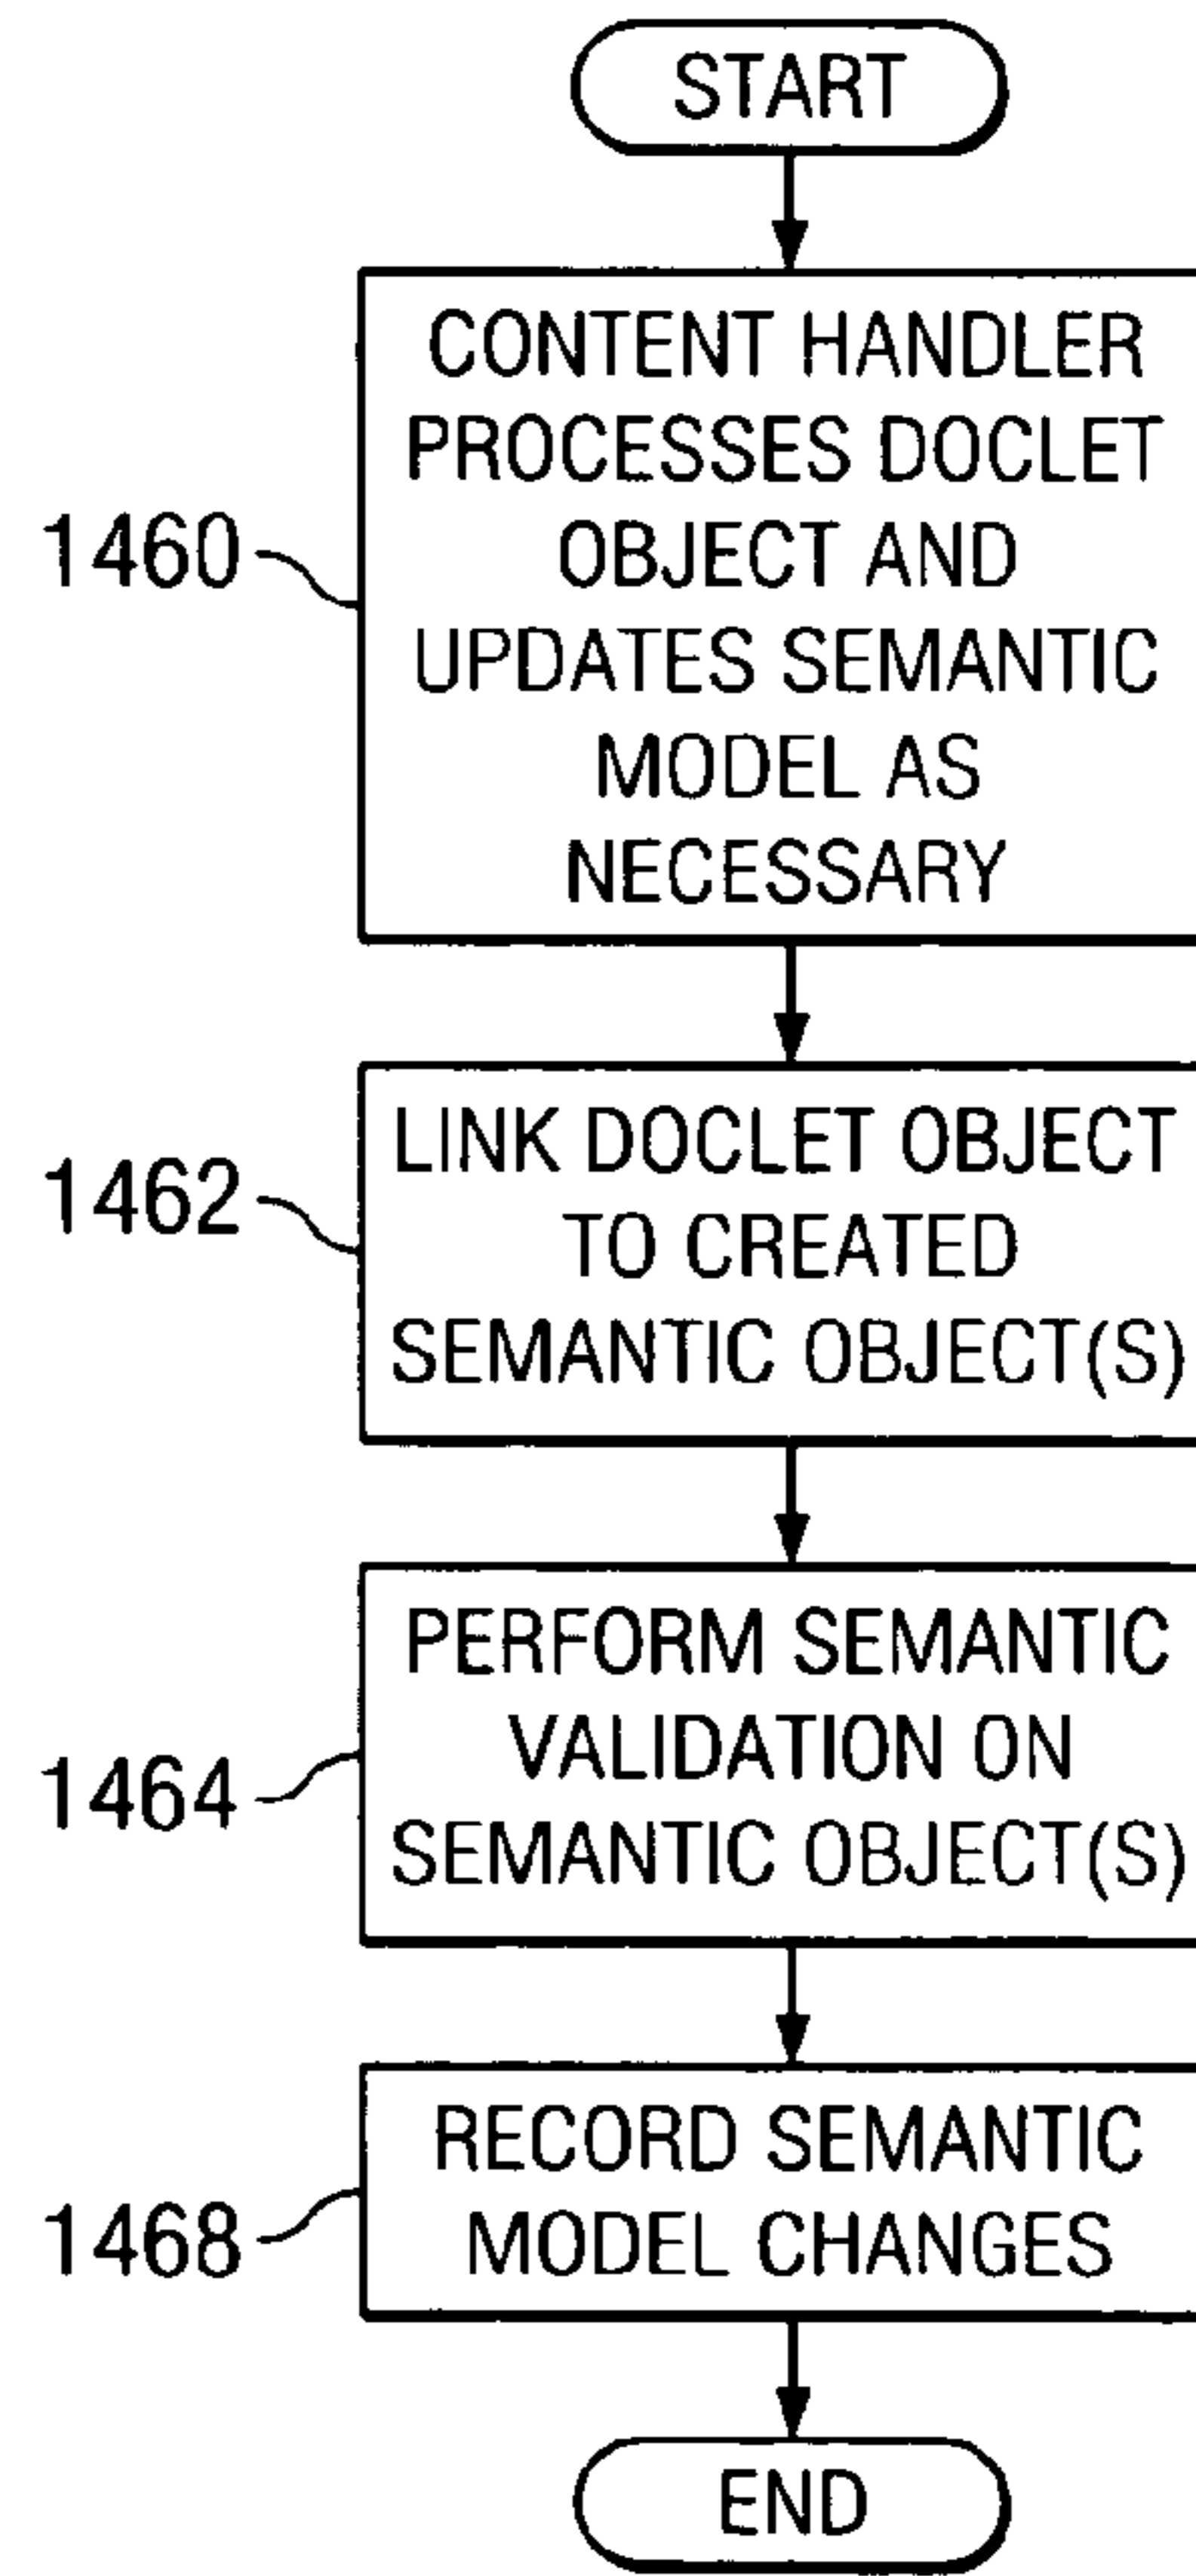 START
CONTENT HANDLER
PROCESSES DOCLET
OBJECT AND
1460
UPDATES SEMANTIC
MODEL AS
NECESSARY
LINK DOCLET OBJECT
1462
TO CREATED
SEMANTIC OBJECT(S)
PERFORM SEMANTIC
VALIDATION ON
1464
SEMANTIC OBJECT(S)
RECORD SEMANTIC
1468
MODEL CHANGES
END